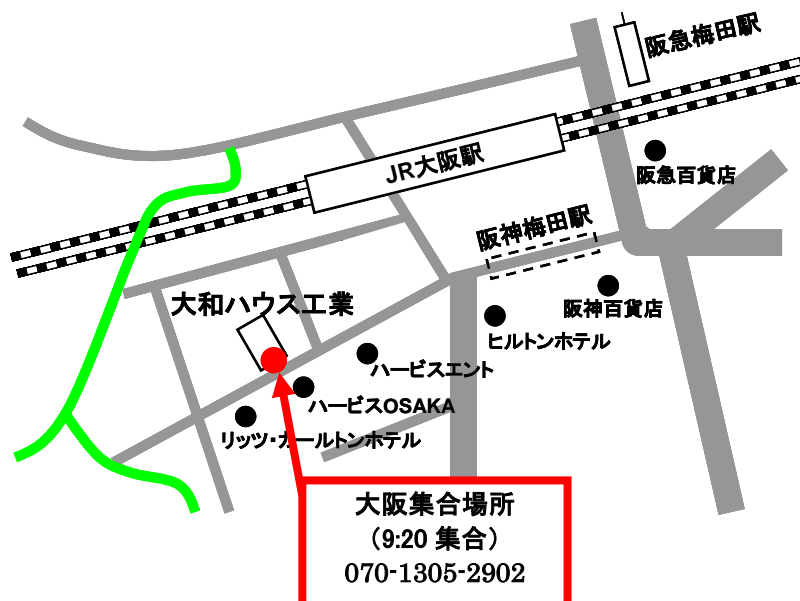 阪急梅田駅
JR大阪駅
阪急百貨店
阪神梅田駅
大和ハウス工業
阪神百貨店
ヒルトンホテル
ハービスエント
ハービスOSAKA
リッツ・カールトンホテル
大阪集合場所
(9:20 集合)
070-1305-2902